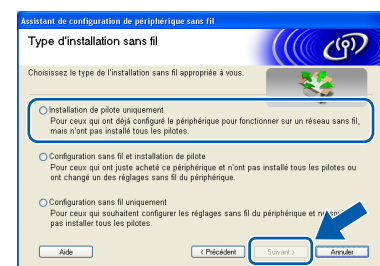 Assistant de configuration de périphérique sans fil
Type d'installation sans fil
Choisissez le type de l'installation sans fil appropriée à vous.
Installation de pilote uniquement
Pour ceux qui ont déjà configuré le périphérique pour fonctionner sur un réseau sans fil,
mais n'ont pas installé tous les pilotes.
Configuration sans fil et installation de pilote
Pour ceux qui ont juste acheté ce périphérique et n'ont pas installé tous les pilotes ou
ont changé un des réglages sans fil du périphérique.
Configuration sans fil uniquement
Pour ceux qui souhaitent configurer les réglages sans fil du périphérique et
pas installer tous les pilotes.
Aide
< Précédent
Suivant >
Annuler